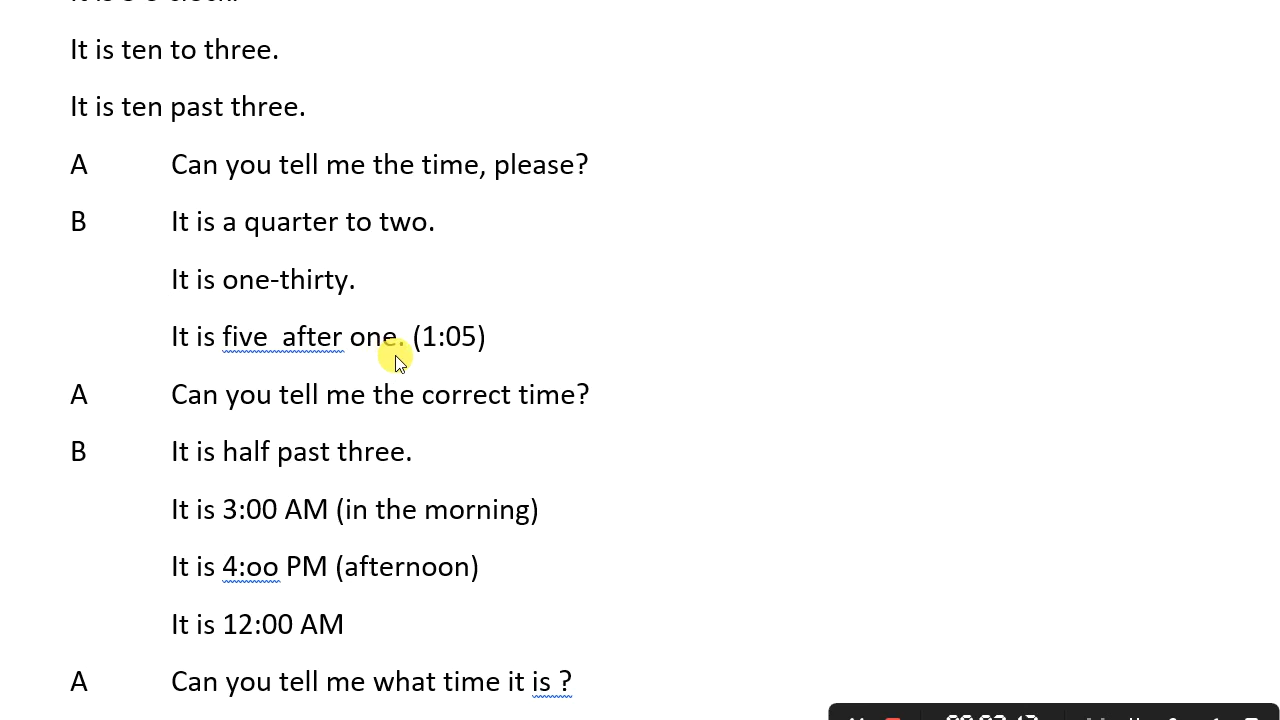 It is ten to three.
It is ten past three.
A Can you tell me the time, please?
B It is a quarter to two.
It is one-thirty.
It is five  after one. (1:05)
A Can you tell me the correct time?
B It is half past three.
It is 3:00 AM (in the morning)
It is 4:oo PM (afternoon)
It is 12:00 AM
A Can you tell me what time it is ?